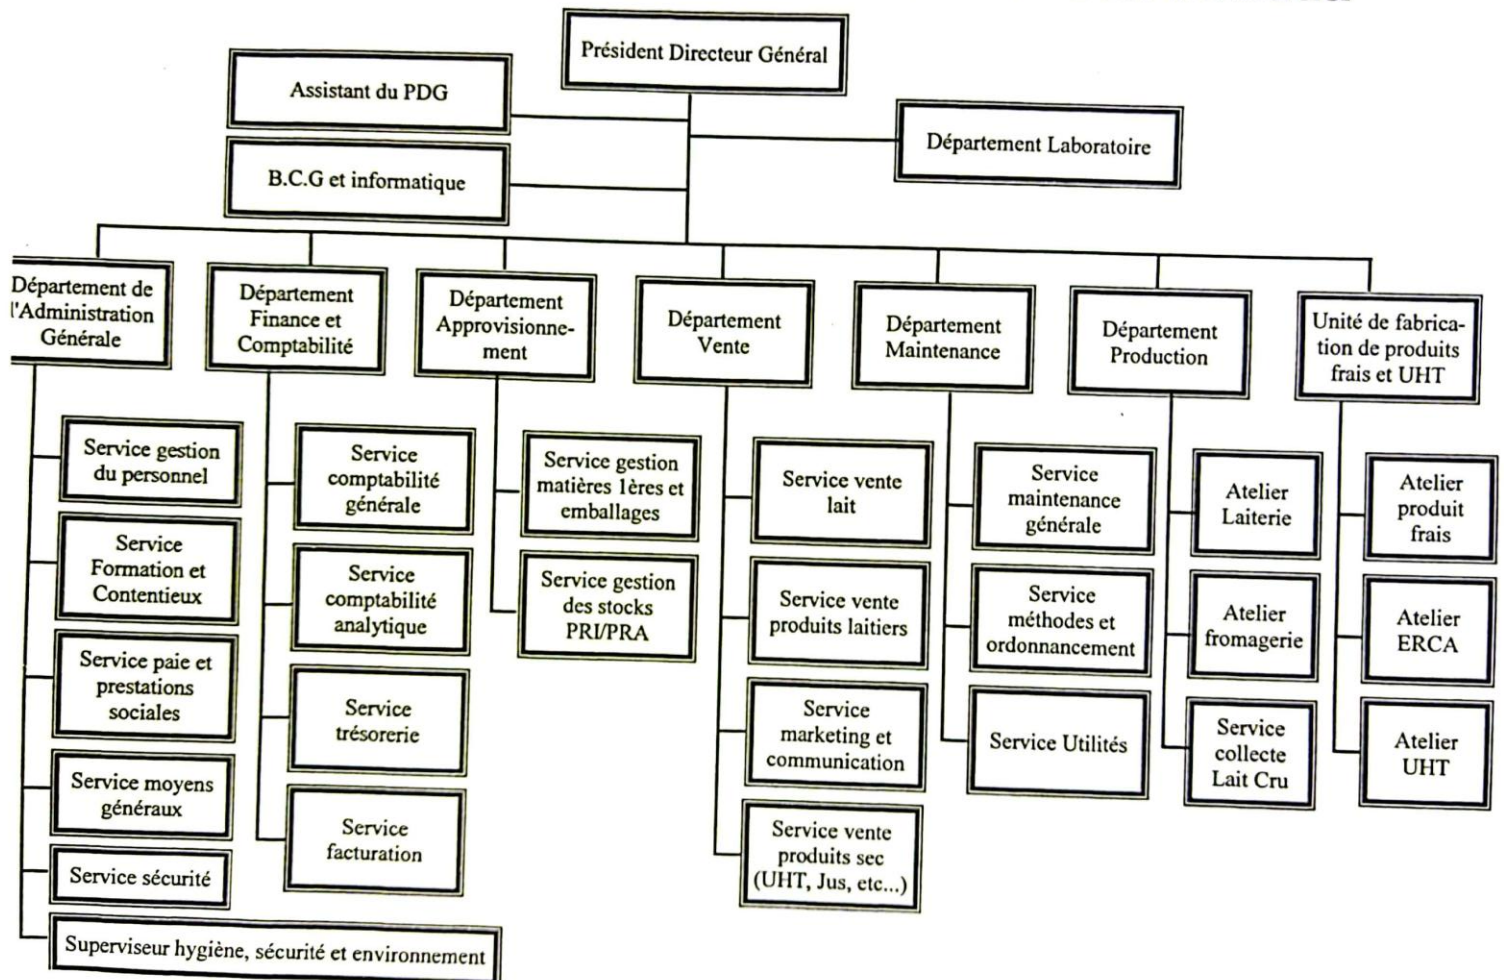 Président Directeur Général
Assistant du PDG
Département Laboratoire
B.C.G et informatique
Département de
l'Administration
Générale
Département
Finance et
Comptabilité
Département
Approvisionne-
ment
Département
Vente
Département
Maintenance
Département
Production
Unité de fabrica-
tion de produits
frais et UHT
Service gestion
du personnel
Service
Formation et
Contentieux
Service paie et
prestations
sociales
Service moyens
généraux
Service sécurité
Superviseur hygiène, sécurité et environnement
Service
comptabilité
générale
Service
comptabilité
analytique
Service
trésorerie
Service
facturation
Service gestion
matières 1ères et
emballages
Service gestion
des stocks
PRI/PRA
Service vente
lait
Service vente
produits laitiers
Service
marketing et
communication
Service vente
produits sec
(UHT, Jus, etc...)
Service
maintenance
générale
Service
méthodes et
ordonnancement
Service Utilités
Atelier
Laiterie
Atelier
fromagerie
Service
collecte
Lait Cru
Atelier
produit
frais
Atelier
ERCA
Atelier
UHT